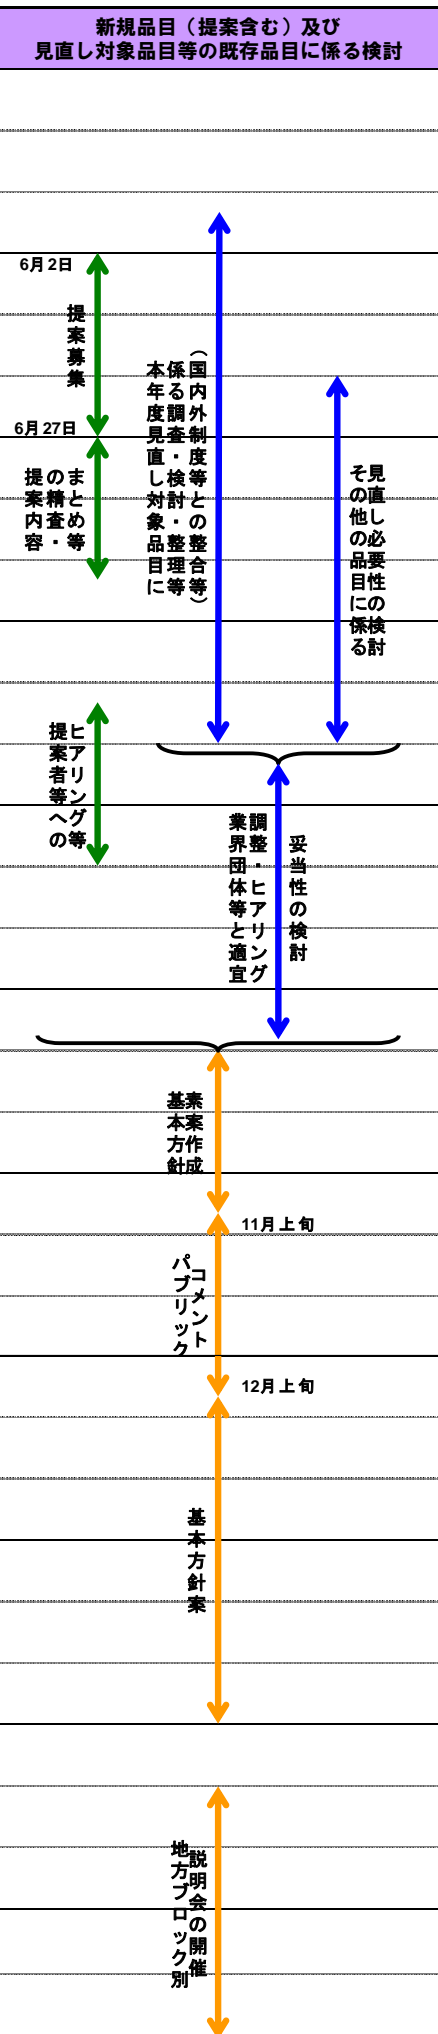 新規品目（提案含む）及び
見直し対象品目等の既存品目に係る検討
6月2日
提案募集
6月27日
提案内容
の精査・
まとめ等
本年度見直し対象品目に
係る調査・検討・整理等
（国内外制度等との整合等）
その他の品目に係る
見直し必要性の検討
提案者等への
ヒアリング等
業界団体等と適宜
調整・ヒアリング
妥当性の検討
基本方針
素案作成
11月上旬
パブリック
コメント
12月上旬
基本方針案
地方ブロック別
説明会の開催